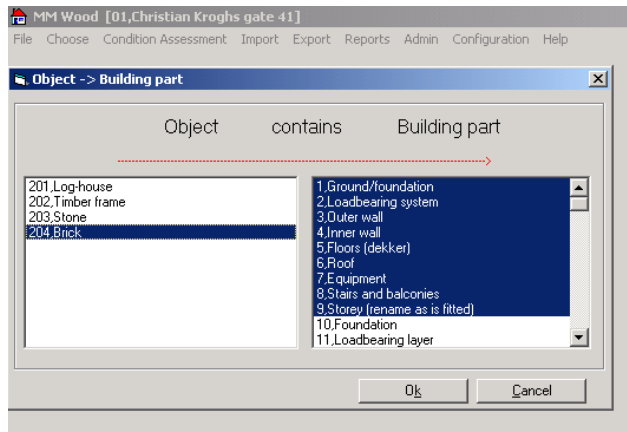 MM Wood [01,Christian Kroghs gate 41]
File Choose Condition Assessment Import Export Reports Admin Configuration Help
Object -> Building part
Object contains Building part
201,Log-house
202,Timber frame
203,Stone
204,Brick
1,Ground/foundation
2,Loadbearing system
3,Outer wall
4,Inner wall
5,Floors (dekker)
6,Roof
7,Equipment
8,Stairs and balconies
9,Storey (rename as is fitted)
10,Foundation
11,Loadbearing layer
Ok Cancel